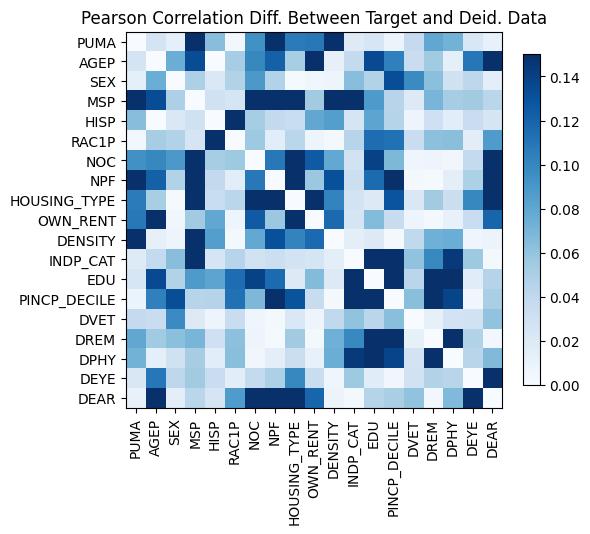 Pearson Correlation Diff. Between Target and Deid. Data
PUMA
AGEP
SEX
MSP
HISP
RAC1P
NOC
NPF
HOUSING_TYPE
OWN_RENT
DENSITY
INDP_CAT
EDU
PINCP_DECILE
DVET
DREM
DPHY
DEYE
DEAR
PUMA
AGEP
SEX
MSP
HISP
RAC1P
NOC
NPF
HOUSING_TYPE
OWN_RENT
DENSITY
INDP_CAT
EDU
PINCP_DECILE
DVET
DREM
DPHY
DEYE
DEAR
0.14
0.12
0.10
0.08
0.06
0.04
0.02
0.00